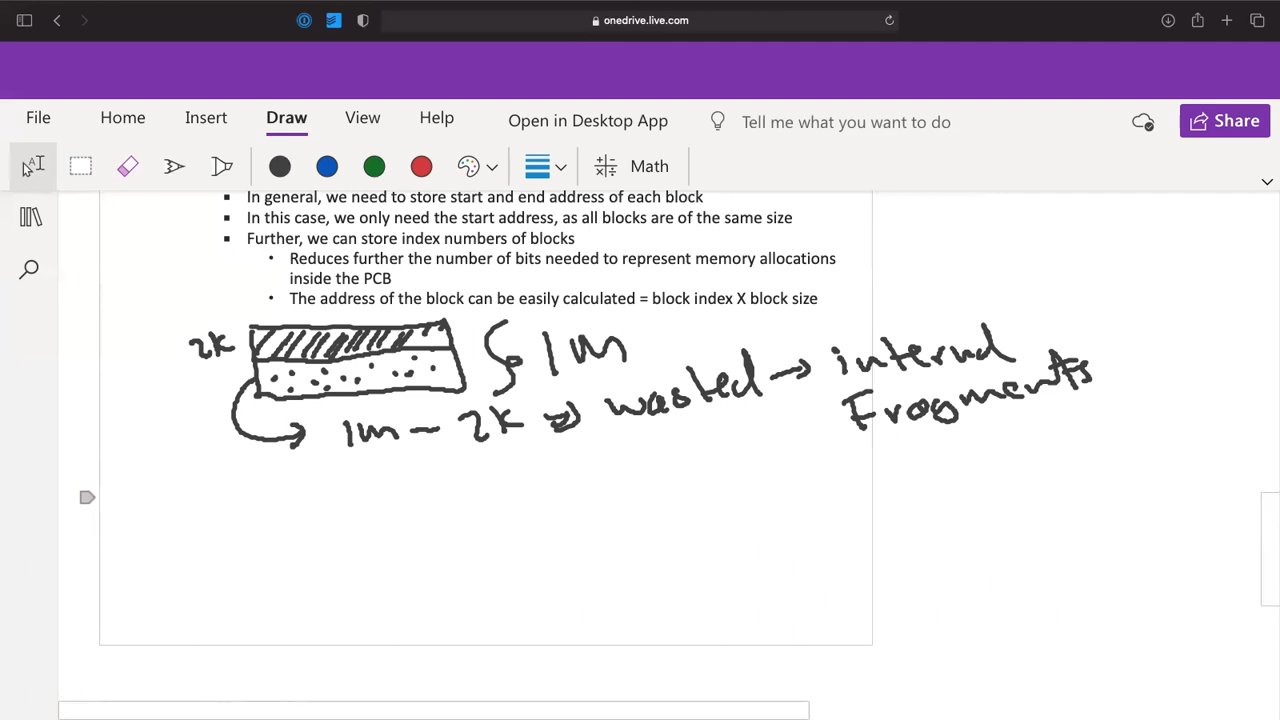 onedrive.live.com
File Home Insert Draw View Help Open in Desktop App Tell me what you want to do Share
Math
▪ In general, we need to store start and end address of each block
▪ In this case, we only need the start address, as all blocks are of the same size
▪ Further, we can store index numbers of blocks
• Reduces further the number of bits needed to represent memory allocations
inside the PCB
• The address of the block can be easily calculated = block index X block size
2k
1m
1m - 2k => wasted → internal
Fragments